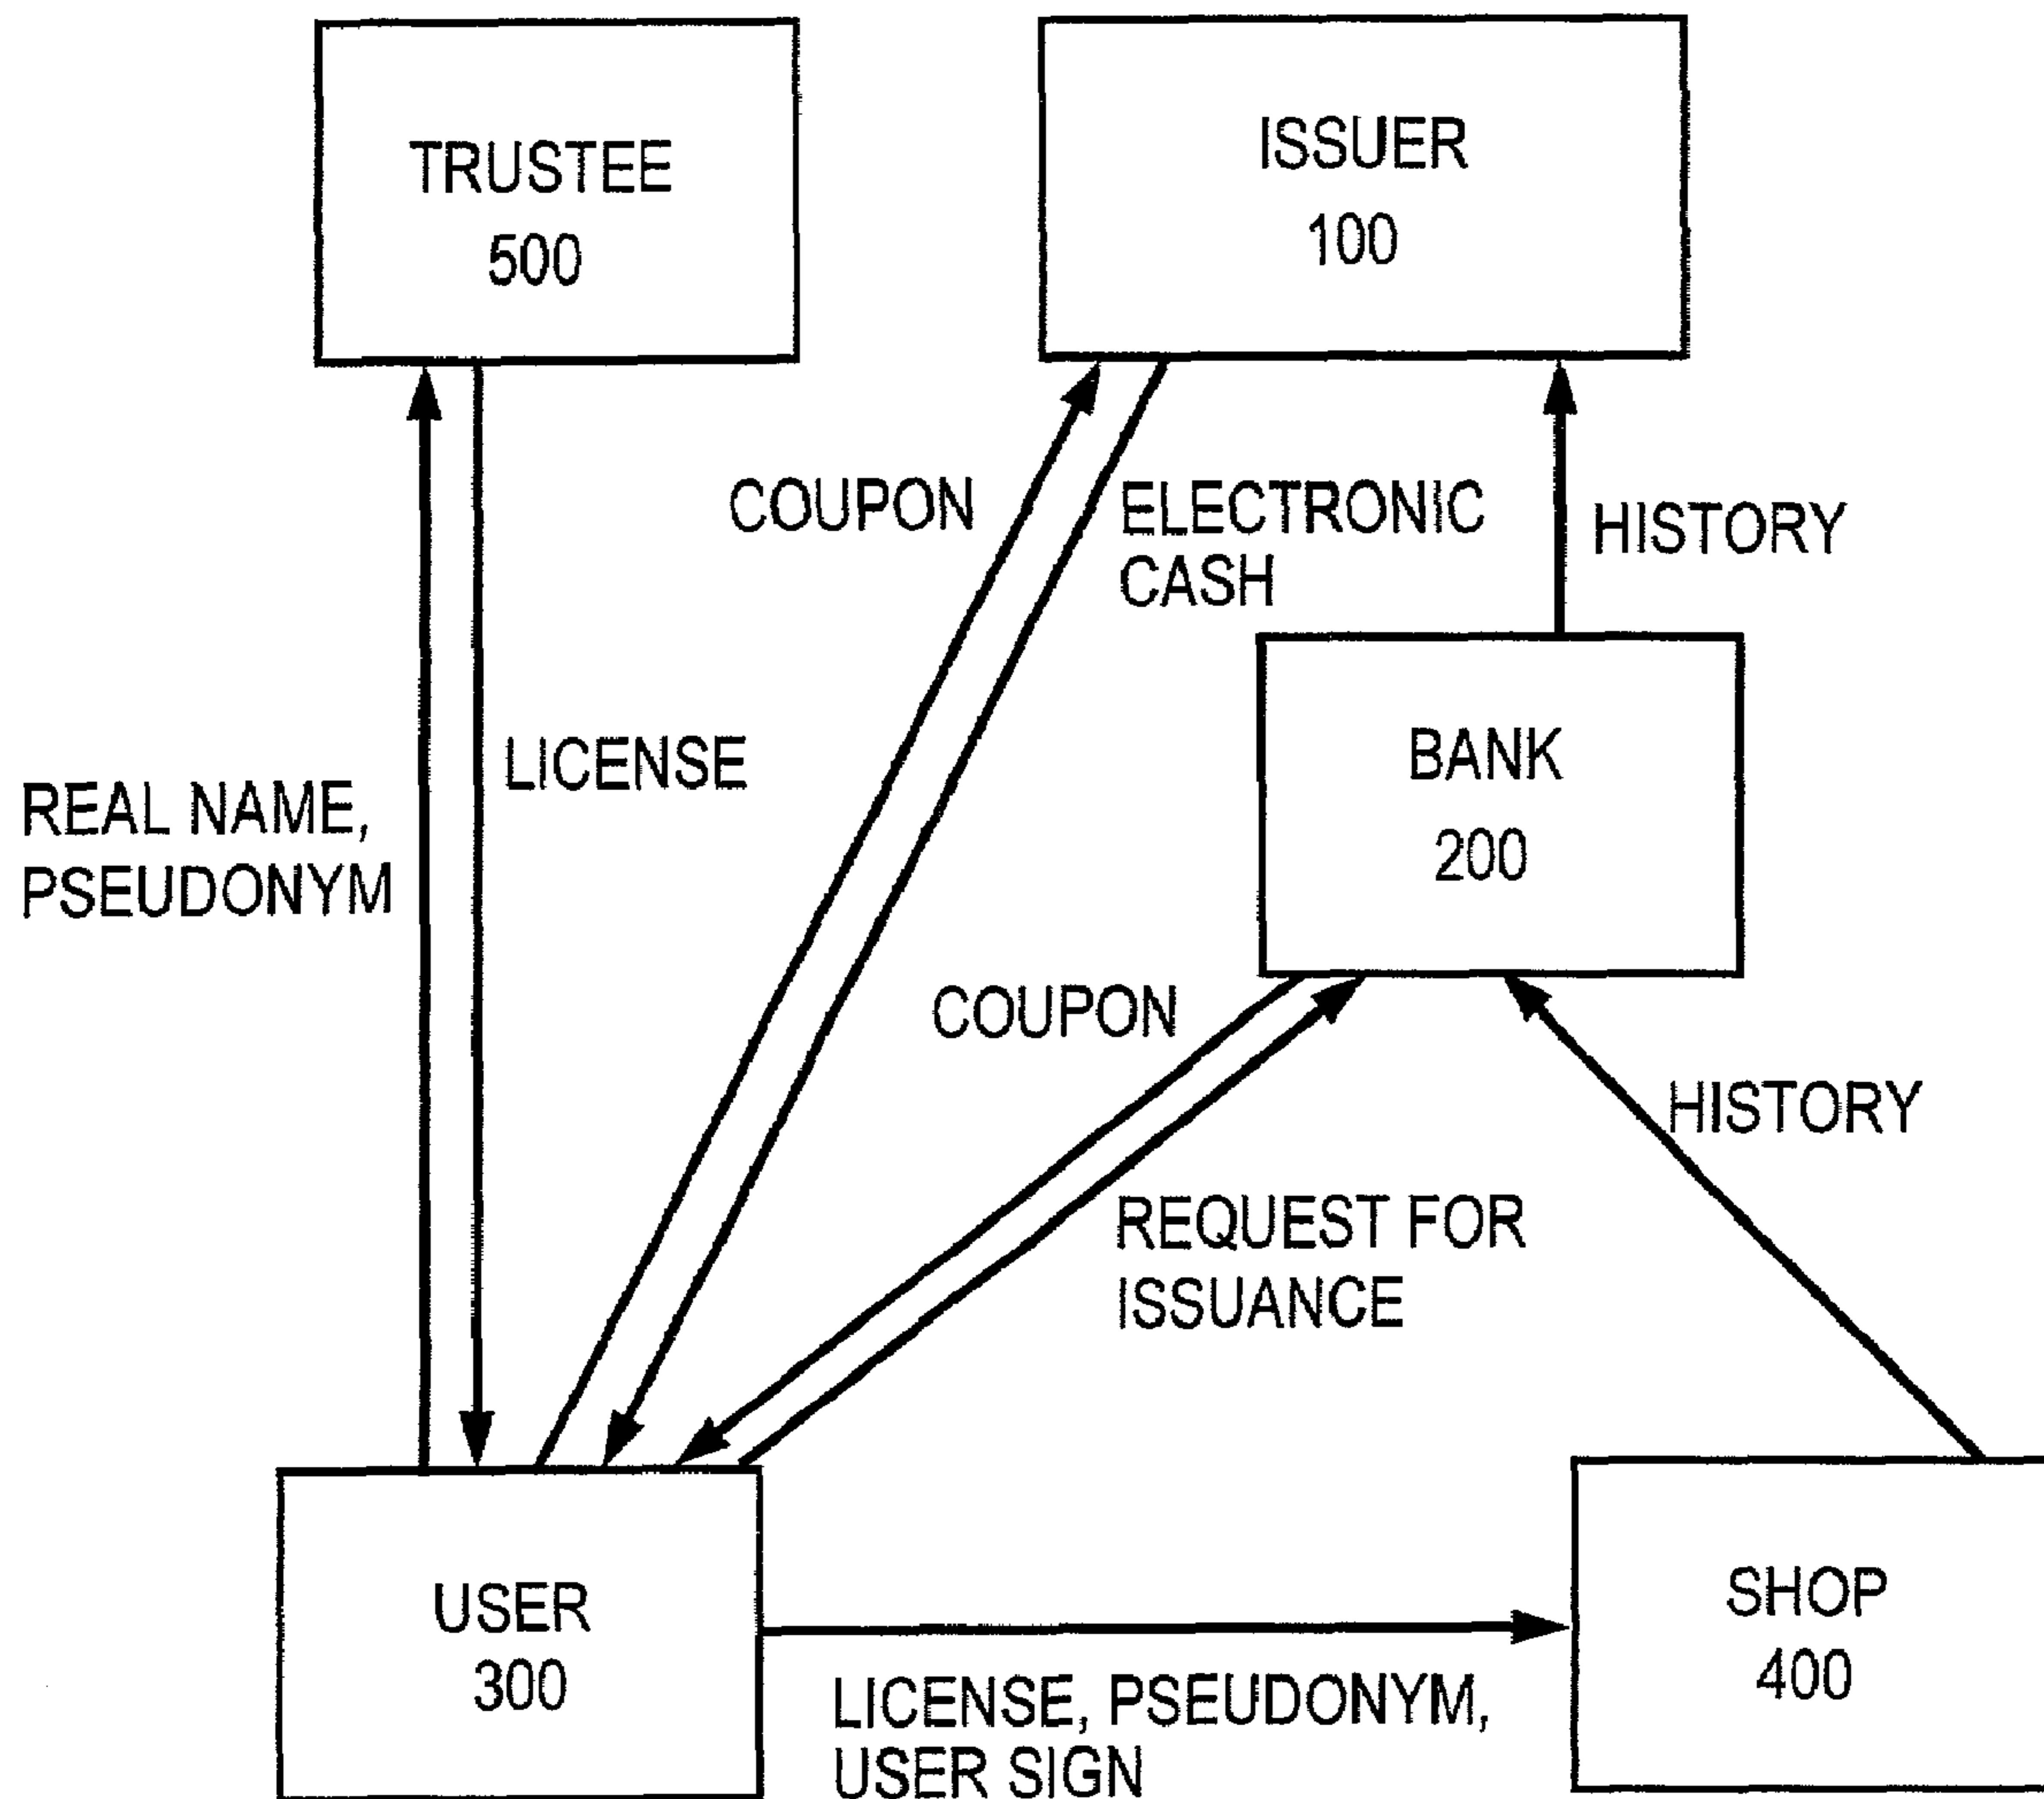 TRUSTEE
500
ISSUER
100
COUPON
ELECTRONIC
CASH
HISTORY
REAL NAME,
PSEUDONYM
LICENSE
BANK
200
COUPON
HISTORY
REQUEST FOR
ISSUANCE
USER
300
LICENSE, PSEUDONYM,
USER SIGN
SHOP
400